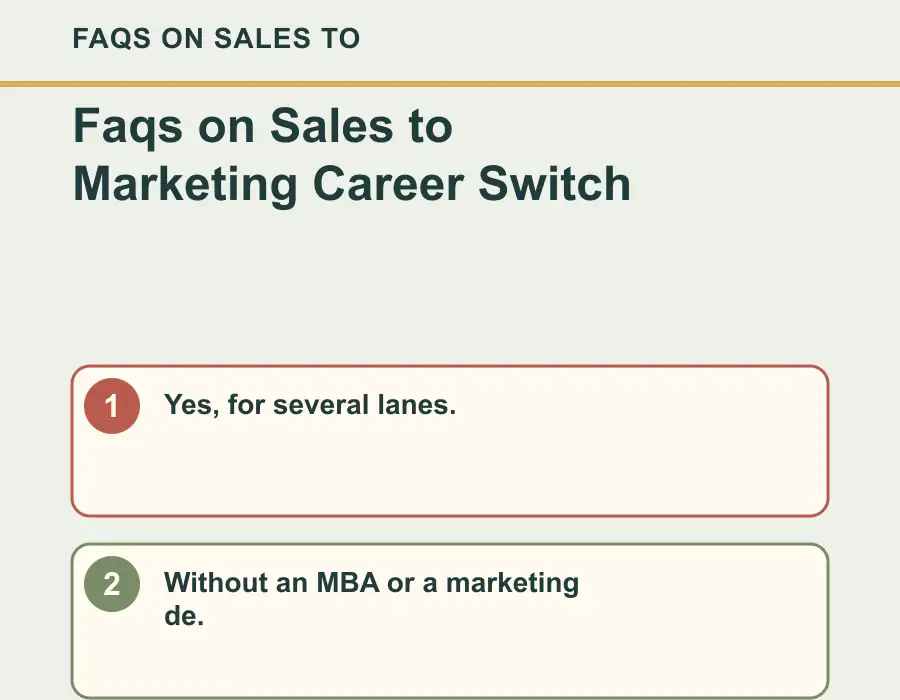 FAQS ON SALES TO
Faqs on Sales to
Marketing Career Switch
1
Yes, for several lanes.
2
Without an MBA or a marketing
de.